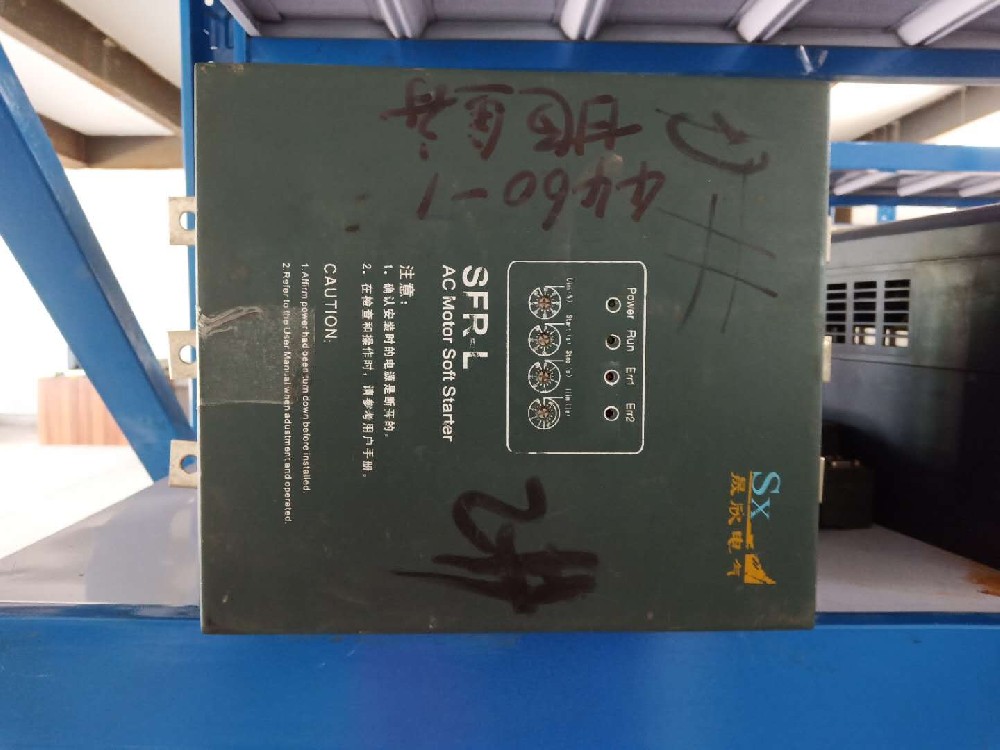 SX
晟欣电气
Power Run Err1 Err2
SFR-L
AC Motor Soft Starter
注意：
1. 确认安装时的电源是断开的。
2. 在检查和操作时，请参考用户手册。
CAUTION:
1 Affirm power had been turn down before installed.
2 Refer to the User Manual when adustment and operated.
4460-1